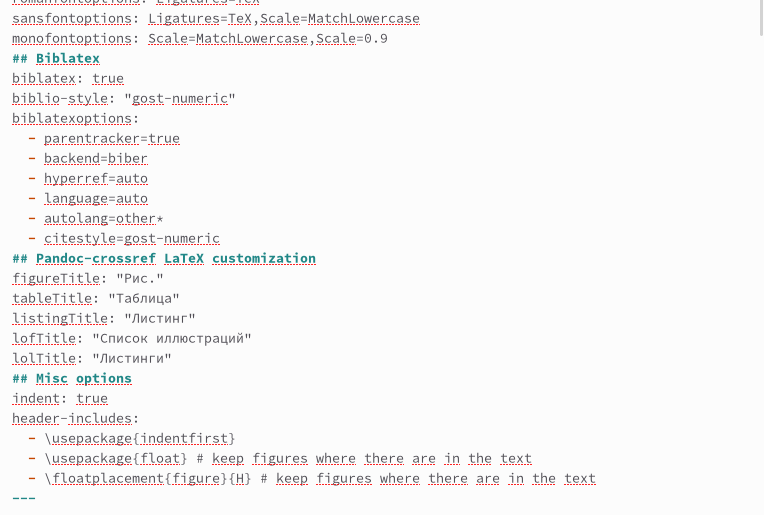 romanfontoptions: Ligatures=TeX
sansfontoptions: Ligatures=TeX,Scale=MatchLowercase
monofontoptions: Scale=MatchLowercase,Scale=0.9
## Biblatex
biblatex: true
biblio-style: "gost-numeric"
biblatexoptions:
  - parentracker=true
  - backend=biber
  - hyperref=auto
  - language=auto
  - autolang=other*
  - citestyle=gost-numeric
## Pandoc-crossref LaTeX customization
figureTitle: "Рис."
tableTitle: "Таблица"
listingTitle: "Листинг"
lofTitle: "Список иллюстраций"
lolTitle: "Листинги"
## Misc options
indent: true
header-includes:
  - \usepackage{indentfirst}
  - \usepackage{float} # keep figures where there are in the text
  - \floatplacement{figure}{H} # keep figures where there are in the text
---